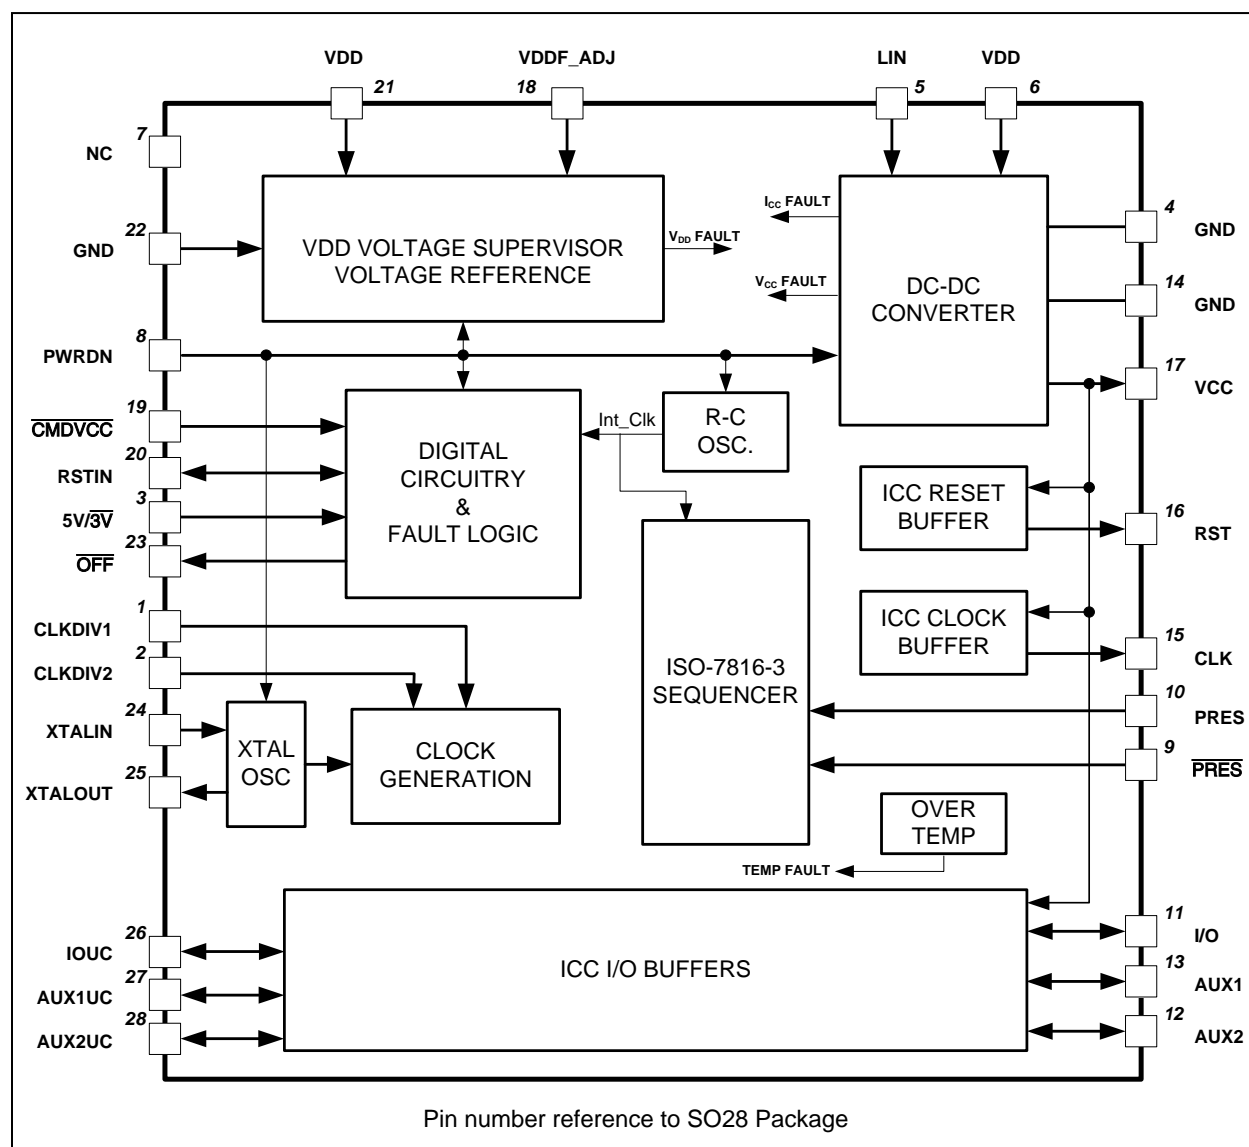 VDD
21
VDDF_ADJ
18
LIN
5
VDD
6
7
NC
22
GND
8
PWRDN
19
CMDVCC
20
RSTIN
3
5V/3V
23
OFF
1
CLKDIV1
2
CLKDIV2
24
XTALIN
25
XTALOUT
26
IOUC
27
AUX1UC
28
AUX2UC
VDD VOLTAGE SUPERVISOR
VOLTAGE REFERENCE
VDD FAULT
ICC FAULT
VCC FAULT
DC-DC
CONVERTER
DIGITAL
CIRCUITRY
&
FAULT LOGIC
Int_Clk
R-C
OSC.
ICC RESET
BUFFER
ICC CLOCK
BUFFER
ISO-7816-3
SEQUENCER
XTAL
OSC
CLOCK
GENERATION
OVER
TEMP
TEMP FAULT
ICC I/O BUFFERS
4
GND
14
GND
17
VCC
16
RST
15
CLK
10
PRES
9
PRES
11
I/O
13
AUX1
12
AUX2
Pin number reference to SO28 Package